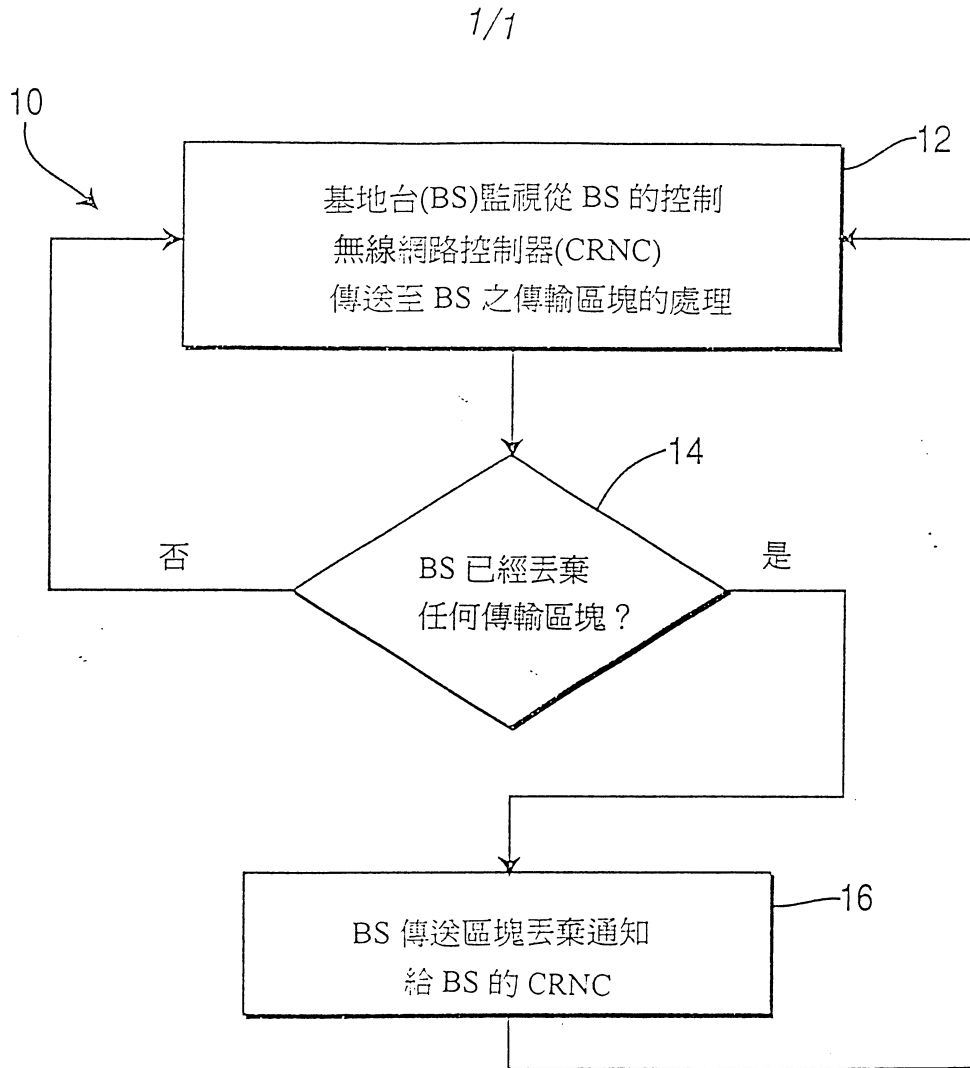 1/1
10
12
基地台(BS)監視從 BS 的控制
無線網路控制器(CRNC)
傳送至 BS 之傳輸區塊的處理
14
否
是
BS 已經丟棄
任何傳輸區塊？
16
BS 傳送區塊丟棄通知
給 BS 的 CRNC